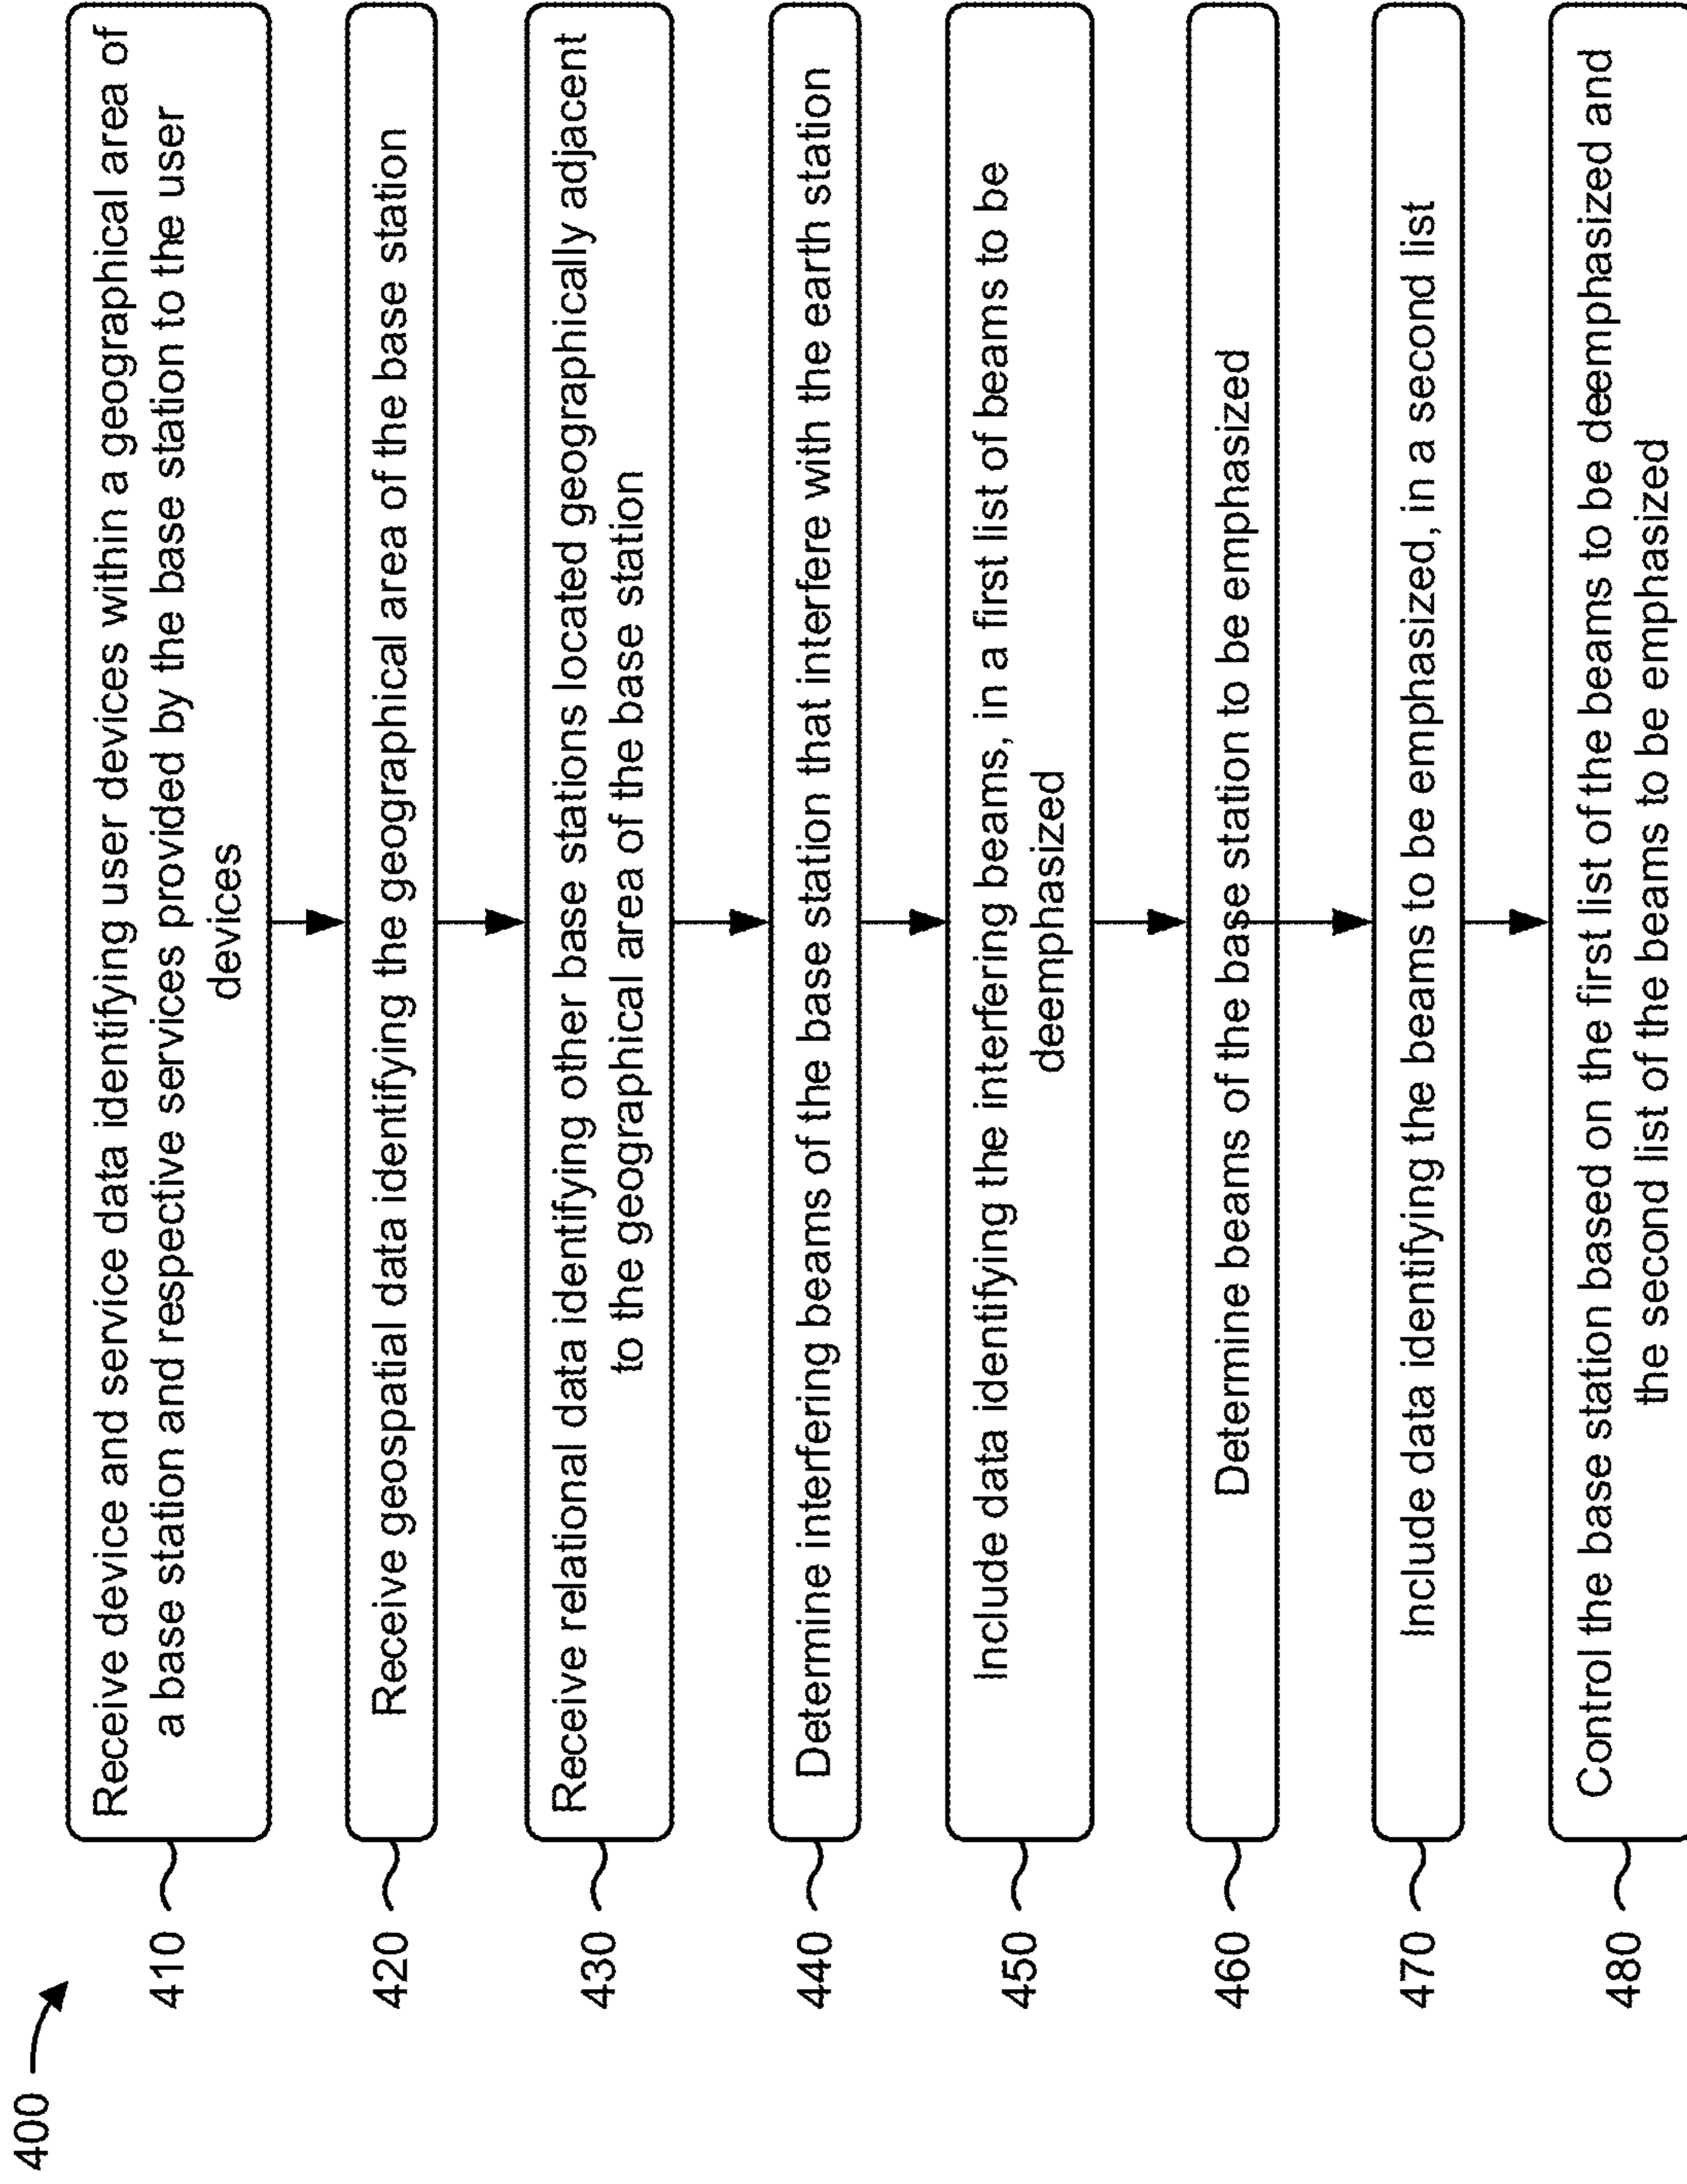 400
410
Receive device and service data identifying user devices within a geographical area of
a base station and respective services provided by the base station to the user
devices
420
Receive geospatial data identifying the geographical area of the base station
430
Receive relational data identifying other base stations located geographically adjacent
to the geographical area of the base station
440
Determine interfering beams of the base station that interfere with the earth station
450
Include data identifying the interfering beams, in a first list of beams to be
deemphasized
460
Determine beams of the base station to be emphasized
470
Include data identifying the beams to be emphasized, in a second list
480
Control the base station based on the first list of the beams to be deemphasized and
the second list of the beams to be emphasized